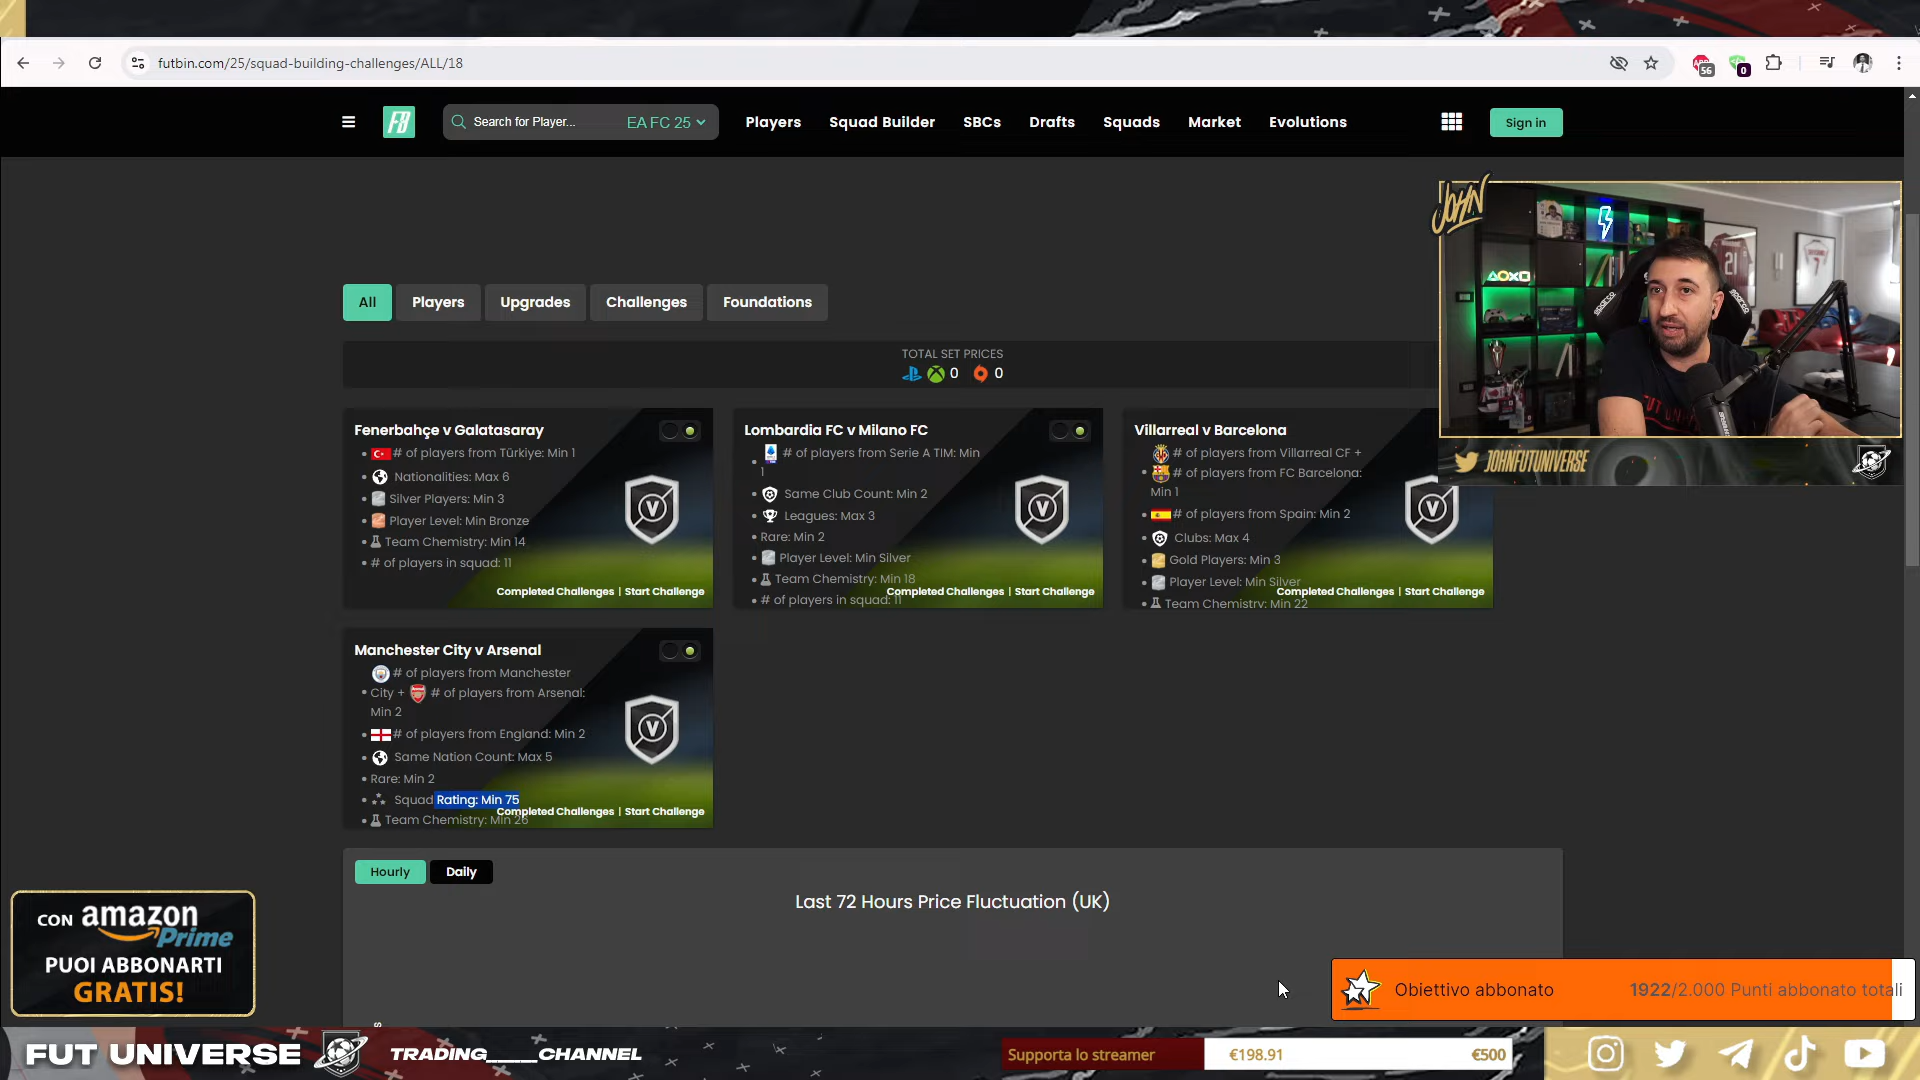 futbin.com/25/squad-building-challenges/ALL/18
56
0
F8
Search for Player...
EA FC 25
Players
Squad Builder
SBCs
Drafts
Squads
Market
Evolutions
Sign in
JOHN
21
7
sparco
sparco
All
Players
Upgrades
Challenges
Foundations
TOTAL SET PRICES
0
0
Fenerbahçe v Galatasaray
# of players from Türkiye: Min 1
Nationalities: Max 6
Silver Players: Min 3
Player Level: Min Bronze
Team Chemistry: Min 14
# of players in squad: 11
Completed Challenges | Start Challenge
Lombardia FC v Milano FC
# of players from Serie A TIM: Min
1
Same Club Count: Min 2
Leagues: Max 3
Rare: Min 2
Player Level: Min Silver
Team Chemistry: Min 18
# of players in squad: 11
Completed Challenges | Start Challenge
Villarreal v Barcelona
# of players from Villarreal CF +
# of players from FC Barcelona:
Min 1
# of players from Spain: Min 2
Clubs: Max 4
Gold Players: Min 3
Player Level: Min Silver
Team Chemistry: Min 22
Completed Challenges | Start Challenge
JOHNFUTUNIVERSE
Manchester City v Arsenal
# of players from Manchester
City + # of players from Arsenal:
Min 2
# of players from England: Min 2
Same Nation Count: Max 5
Rare: Min 2
Squad Rating: Min 75
Team Chemistry: Min 26
Completed Challenges | Start Challenge
Hourly
Daily
Last 72 Hours Price Fluctuation (UK)
CON amazon
Prime
PUOI ABBONARTI
GRATIS!
Obiettivo abbonato
1922/2.000 Punti abbonato totali
FUT UNIVERSE
TRADING___CHANNEL
Supporta lo streamer
€198.91
€500